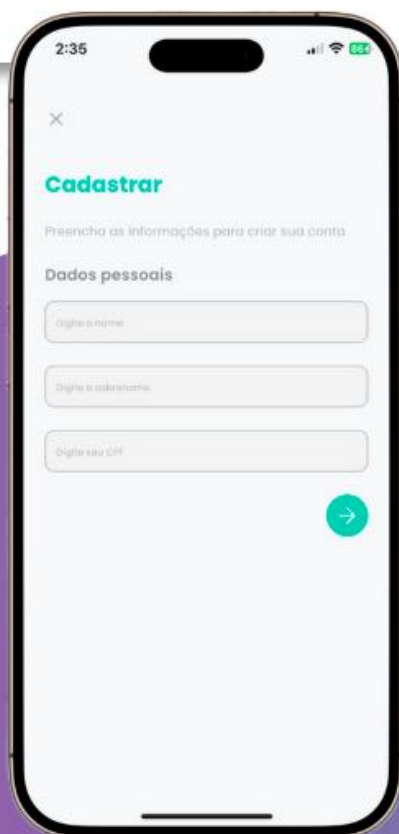 2:35
86
Cadastrar
Preencha as informações para criar sua conta
Dados pessoais
Digite o nome
Digite o sobrenome
Digite seu CPF